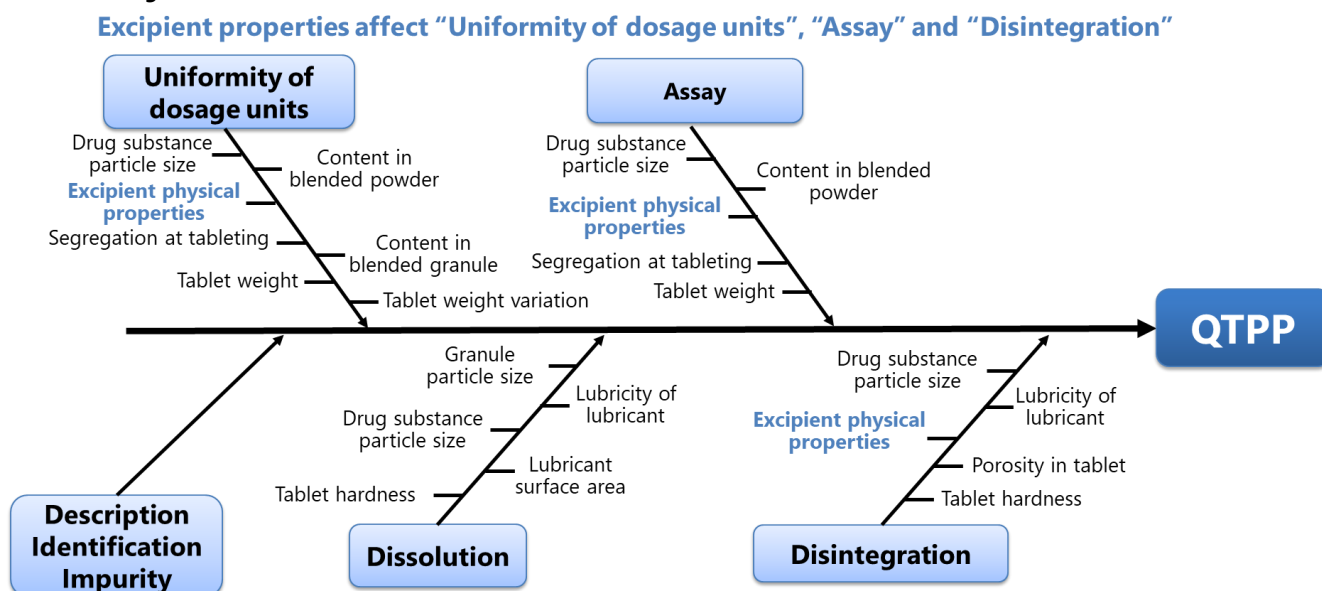 Excipient properties affect “Uniformity of dosage units”, “Assay” and “Disintegration”
Uniformity of
dosage units
Drug substance
particle size
Content in
blended powder
Excipient physical
properties
Segregation at tableting
Content in
blended granule
Tablet weight
Tablet weight variation
Assay
Drug substance
particle size
Content in blended
powder
Excipient physical
properties
Segregation at tableting
Tablet weight
QTPP
Description
Identification
Impurity
Granule
particle size
Lubricity of
lubricant
Drug substance
particle size
Lubricant
surface area
Tablet hardness
Dissolution
Drug substance
particle size
Lubricity of
lubricant
Excipient physical
properties
Porosity in tablet
Tablet hardness
Disintegration